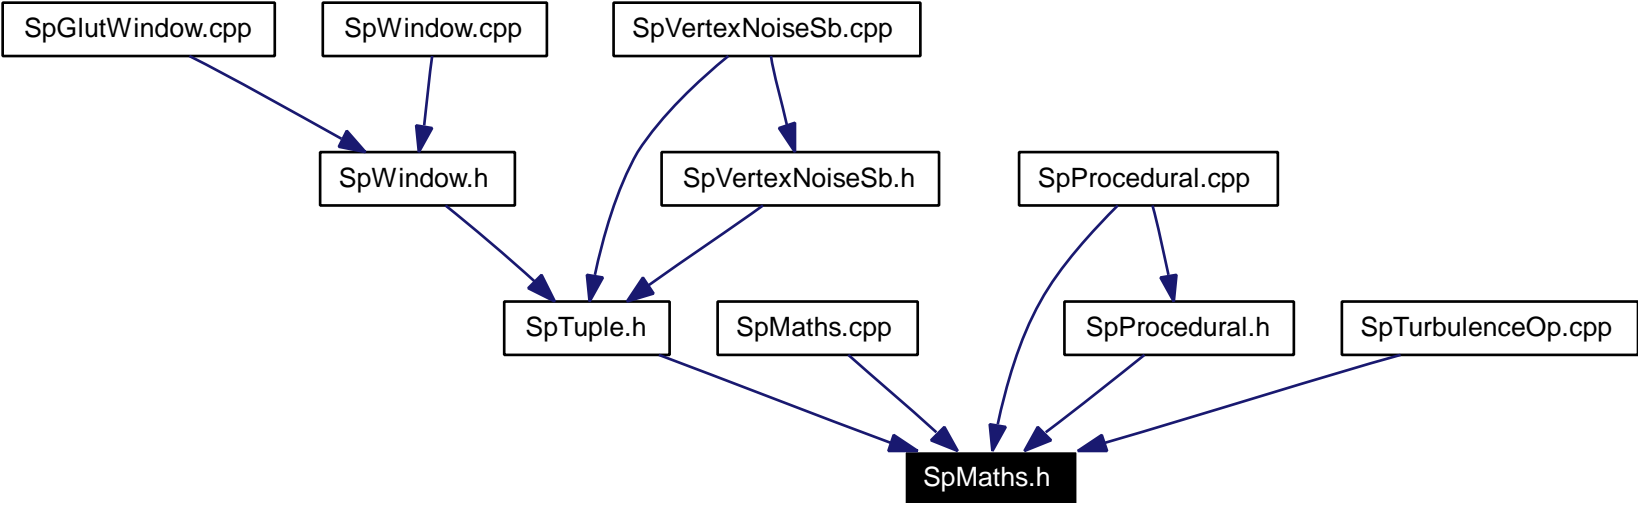 SpGlutWindow.cpp
SpWindow.cpp
SpVertexNoiseSb.cpp
SpWindow.h
SpVertexNoiseSb.h
SpProcedural.cpp
SpTuple.h
SpMaths.cpp
SpProcedural.h
SpTurbulenceOp.cpp
SpMaths.h